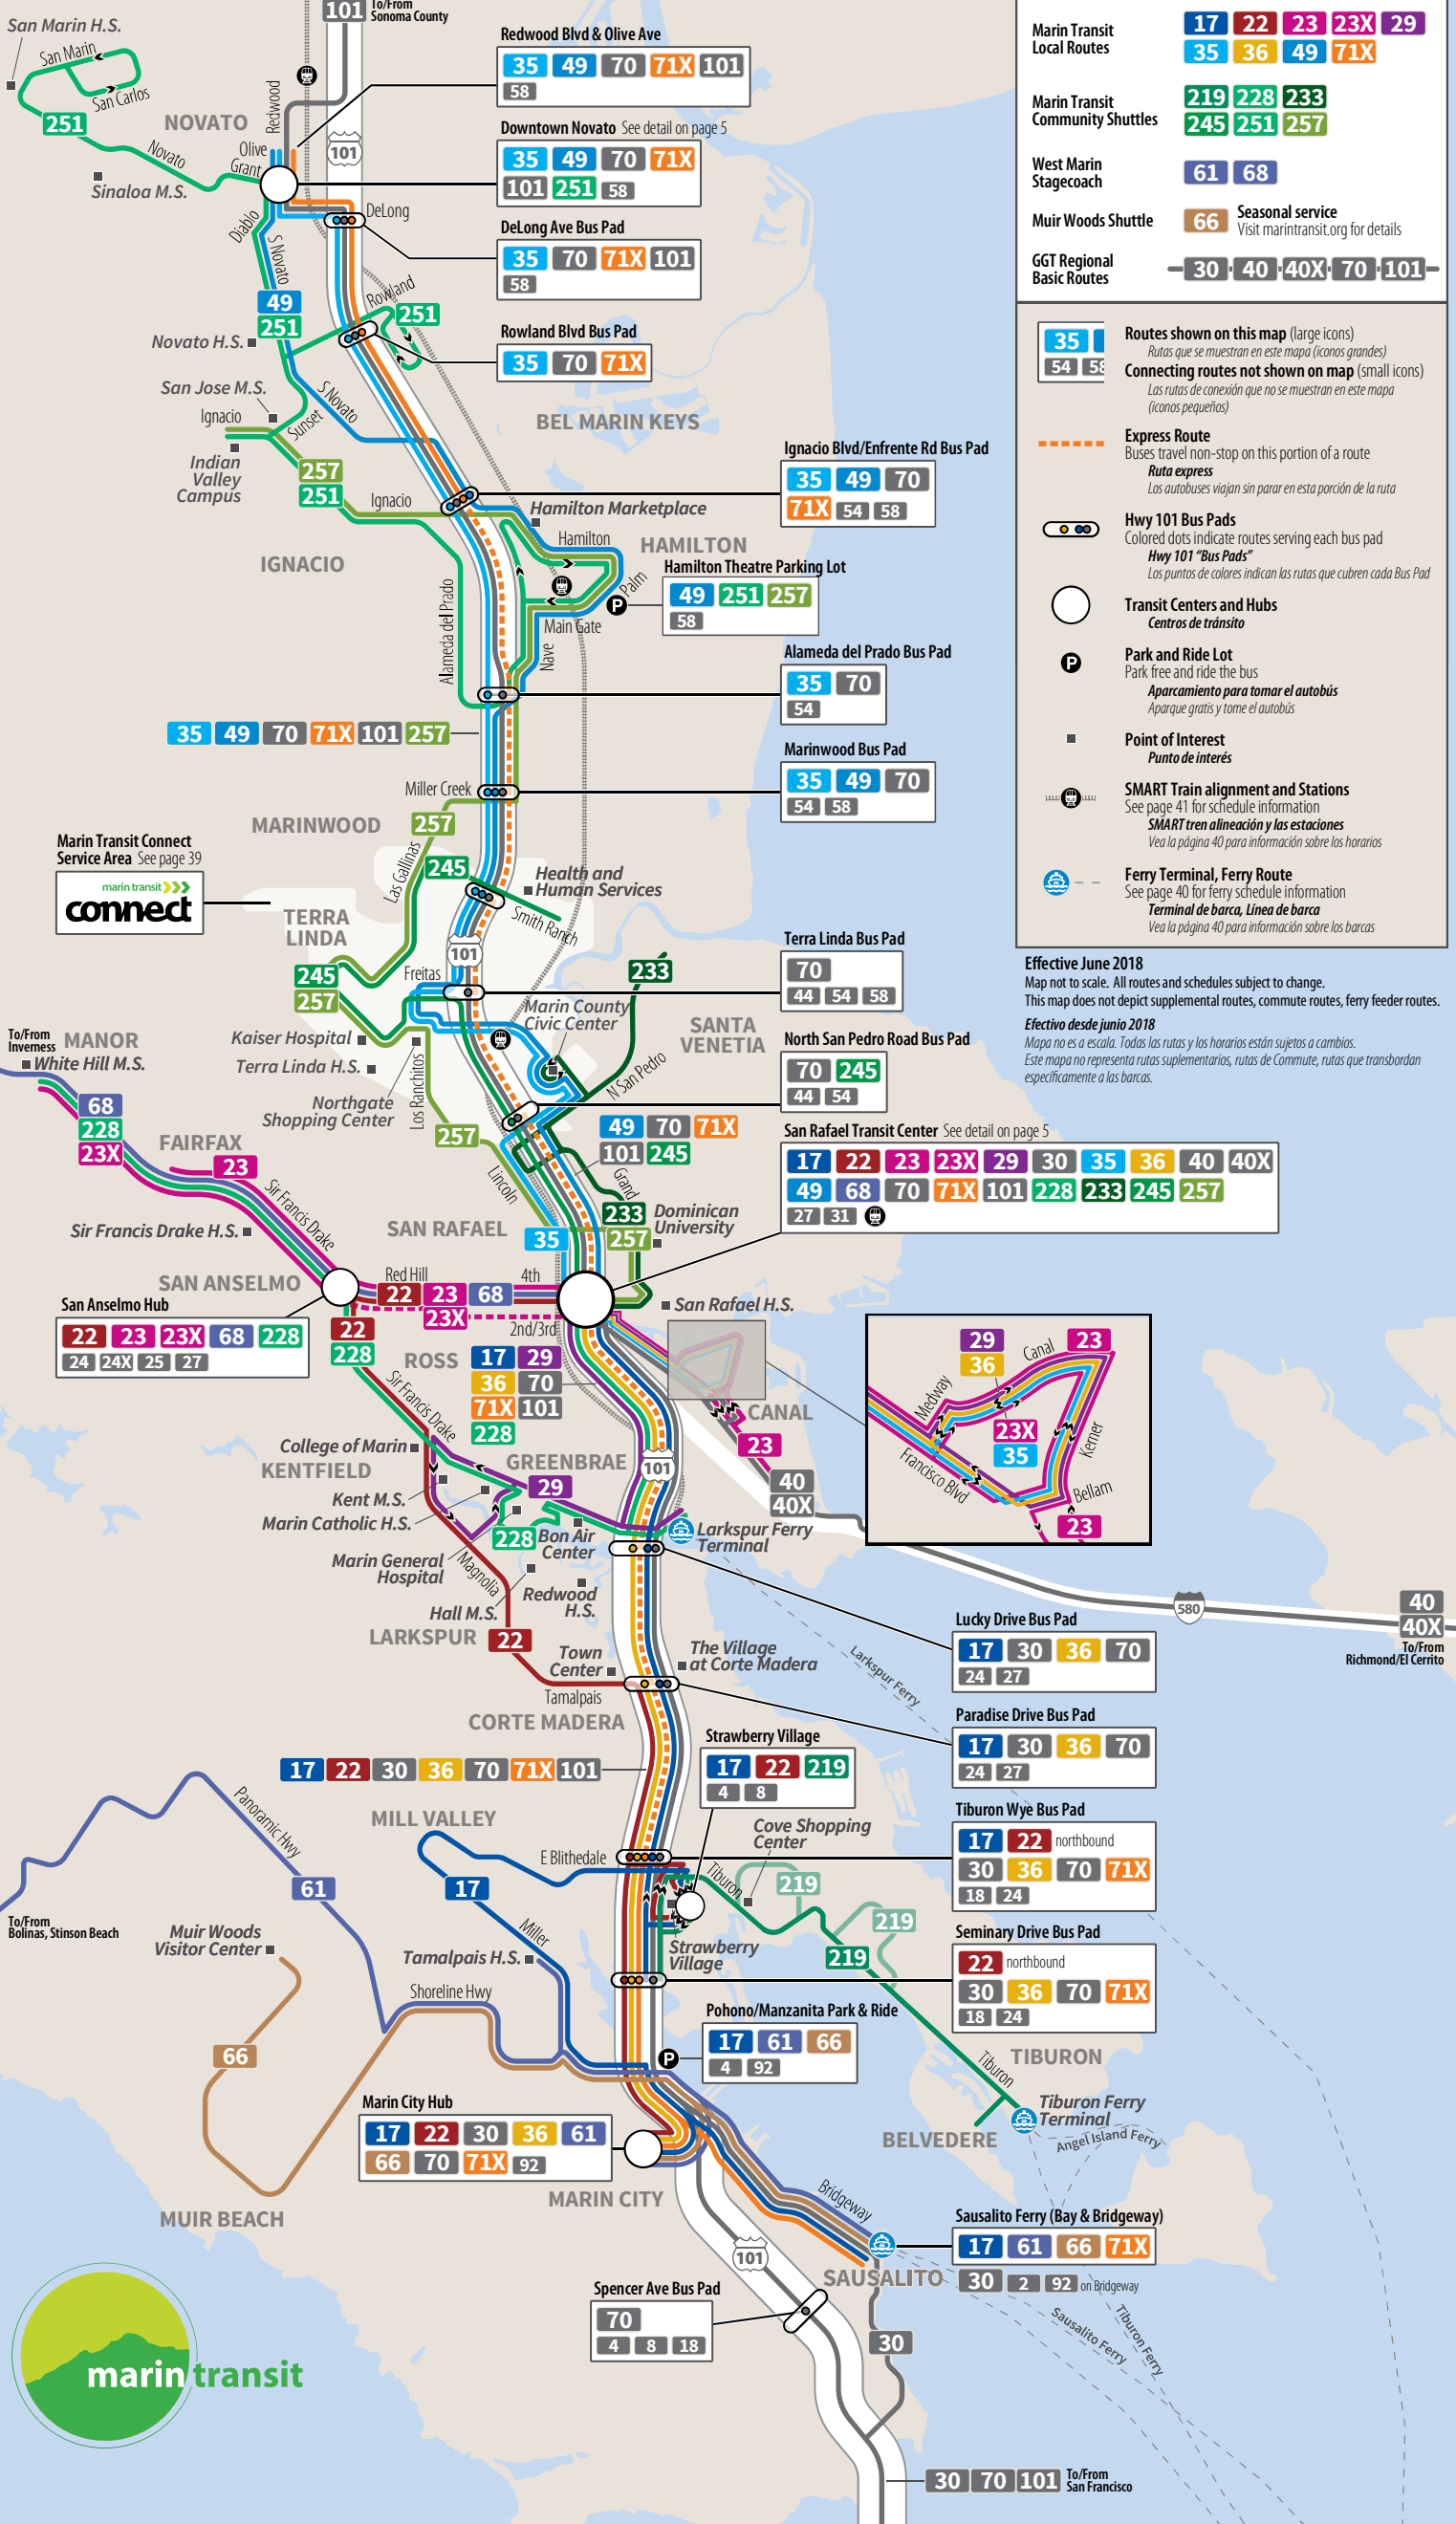 101
To/From
Sonoma County
San Marin H.S.
San Marin
San Carlos
251
NOVATO
Redwood
Olive
Grant
Novato
Sinaloa M.S.
101
Diablo
S Novato
DeLong
49
251
Rowland
251
Novato H.S.
San Jose M.S.
Ignacio
Sunset
S Novato
Indian
Valley
Campus
257
251
Ignacio
IGNACIO
Redwood Blvd & Olive Ave
35 49 70 71X 101
58
Downtown Novato See detail on page 5
35 49 70 71X
101 251 58
DeLong Ave Bus Pad
35 70 71X 101
58
Rowland Blvd Bus Pad
35 70 71X
BEL MARIN KEYS
Ignacio Blvd/Enfrente Rd Bus Pad
35 49 70
71X 54 58
Hamilton Marketplace
Hamilton
HAMILTON
Palm
Main Gate
Nave
Alameda del Prado
Hamilton Theatre Parking Lot
49 251 257
58
P
Alameda del Prado Bus Pad
35 70
54
35 49 70 71X 101 257
Marinwood Bus Pad
35 49 70
54 58
Miller Creek
MARINWOOD
257
Marin Transit Connect
Service Area See page 39
marin transit
connect
Las Gallinas
245
Health and
Human Services
Smith Ranch
TERRA
LINDA
101
245
257
Freitas
Terra Linda Bus Pad
70
44 54 58
233
Marin County
Civic Center
SANTA
VENETIA
N San Pedro
To/From
Inverness
MANOR
White Hill M.S.
Kaiser Hospital
Terra Linda H.S.
Northgate
Shopping Center
Los Ranchitos
North San Pedro Road Bus Pad
70 245
44 54
68
228
23X
FAIRFAX
23
257
49 70 71X
101 245
Lincoln
Grand
San Rafael Transit Center See detail on page 5
17 22 23 23X 29 30 35 36 40 40X
49 68 70 71X 101 228 233 245 257
27 31
Sir Francis Drake
Sir Francis Drake H.S.
SAN RAFAEL
35
233
257
Dominican
University
SAN ANSELMO
Red Hill
22 23 68
4th
23X
2nd/3rd
San Rafael H.S.
San Anselmo Hub
22 23 23X 68 228
24 24X 25 27
22
228
ROSS
17 29
36 70
71X 101
228
Sir Francis Drake
CANAL
23
40
40X
29
36
Canal
23
Medway
23X
35
Kerner
Francisco Blvd
Bellam
23
College of Marin
KENTFIELD
GREENBRAE
101
Kent M.S.
29
Marin Catholic H.S.
228
Bon Air
Center
Larkspur Ferry
Terminal
Marin General
Hospital
Magnolia
Redwood
H.S.
Hall M.S.
LARKSPUR
22
Town
Center
The Village
at Corte Madera
Tamalpais
CORTE MADERA
Larkspur Ferry
580
40
40X
To/From
Richmond/El Cerrito
Lucky Drive Bus Pad
17 30 36 70
24 27
Paradise Drive Bus Pad
17 30 36 70
24 27
Strawberry Village
17 22 219
4 8
17 22 30 36 70 71X 101
Tiburon Wye Bus Pad
17 22 northbound
30 36 70 71X
18 24
MILL VALLEY
Cove Shopping
Center
E Blithedale
Tiburon
219
219
219
Panoramic Hwy
61
17
Miller
To/From
Bolinas, Stinson Beach
Muir Woods
Visitor Center
Tamalpais H.S.
Strawberry
Village
Seminary Drive Bus Pad
22 northbound
30 36 70 71X
18 24
Shoreline Hwy
66
P
Pohono/Manzanita Park & Ride
17 61 66
4 92
Tiburon
TIBURON
Tiburon Ferry
Terminal
BELVEDERE
Angel Island Ferry
Marin City Hub
17 22 30 36 61
66 70 71X 92
MARIN CITY
MUIR BEACH
Bridgeway
101
Sausalito Ferry (Bay & Bridgeway)
17 61 66 71X
30 2 92 on Bridgeway
SAUSALITO
Spencer Ave Bus Pad
70
4 8 18
30
Sausalito Ferry
Tiburon Ferry
30 70 101
To/From
San Francisco
marin transit
Marin Transit
Local Routes
17 22 23 23X 29
35 36 49 71X
Marin Transit
Community Shuttles
219 228 233
245 251 257
West Marin
Stagecoach
61 68
Muir Woods Shuttle
66
Seasonal service
Visit marintransit.org for details
GGT Regional
Basic Routes
30 40 40X 70 101
35
54 58
Routes shown on this map (large icons)
Rutas que se muestran en este mapa (iconos grandes)
Connecting routes not shown on map (small icons)
Las rutas de conexión que no se muestran en este mapa
(iconos pequeños)
Express Route
Buses travel non-stop on this portion of a route
Ruta express
Los autobuses viajan sin parar en esta porción de la ruta
Hwy 101 Bus Pads
Colored dots indicate routes serving each bus pad
Hwy 101 "Bus Pads"
Los puntos de colores indican las rutas que cubren cada Bus Pad
Transit Centers and Hubs
Centros de tránsito
P
Park and Ride Lot
Park free and ride the bus
Aparcamiento para tomar el autobús
Aparque gratis y tome el autobús
Point of Interest
Punto de interés
SMART Train alignment and Stations
See page 41 for schedule information
SMART tren alineación y las estaciones
Vea la página 40 para información sobre los horarios
Ferry Terminal, Ferry Route
See page 40 for ferry schedule information
Terminal de barca, Línea de barca
Vea la página 40 para información sobre los barcas
Effective June 2018
Map not to scale. All routes and schedules subject to change.
This map does not depict supplemental routes, commute routes, ferry feeder routes.
Efectivo desde junio 2018
Mapa no es a escala. Todas las rutas y los horarios están sujetos a cambios.
Este mapa no representa rutas suplementarios, rutas de Commute, rutas que transbordan
específicamente a las barcas.